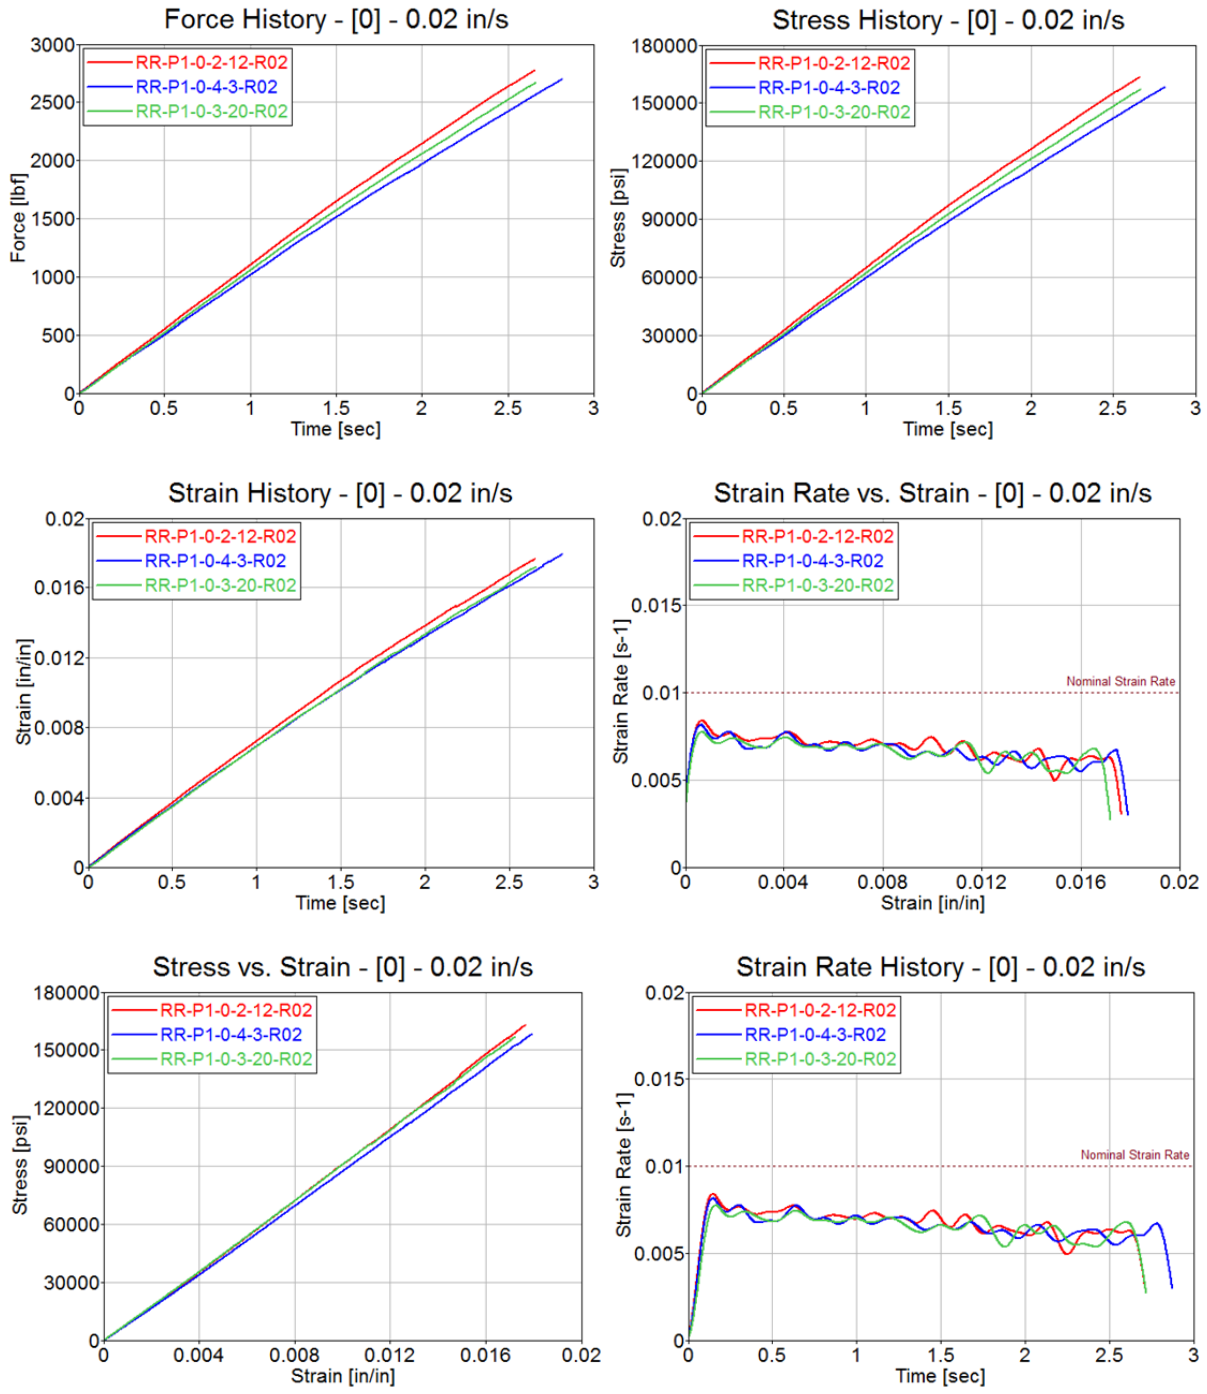 Force History - [0] - 0.02 in/s
3000
2500
2000
1500
1000
500
0
Force [lbf]
RR-P1-0-2-12-R02
RR-P1-0-4-3-R02
RR-P1-0-3-20-R02
0 0.5 1 1.5 2 2.5 3
Time [sec]
Stress History - [0] - 0.02 in/s
180000
150000
120000
90000
60000
30000
0
Stress [psi]
RR-P1-0-2-12-R02
RR-P1-0-4-3-R02
RR-P1-0-3-20-R02
0 0.5 1 1.5 2 2.5 3
Time [sec]
Strain History - [0] - 0.02 in/s
0.02
0.016
0.012
0.008
0.004
0
Strain [in/in]
RR-P1-0-2-12-R02
RR-P1-0-4-3-R02
RR-P1-0-3-20-R02
0 0.5 1 1.5 2 2.5 3
Time [sec]
Strain Rate vs. Strain - [0] - 0.02 in/s
0.02
0.015
0.01
0.005
0
Strain Rate [s-1]
RR-P1-0-2-12-R02
RR-P1-0-4-3-R02
RR-P1-0-3-20-R02
Nominal Strain Rate
0 0.004 0.008 0.012 0.016 0.02
Strain [in/in]
Stress vs. Strain - [0] - 0.02 in/s
180000
150000
120000
90000
60000
30000
0
Stress [psi]
RR-P1-0-2-12-R02
RR-P1-0-4-3-R02
RR-P1-0-3-20-R02
0 0.004 0.008 0.012 0.016 0.02
Strain [in/in]
Strain Rate History - [0] - 0.02 in/s
0.02
0.015
0.01
0.005
0
Strain Rate [s-1]
RR-P1-0-2-12-R02
RR-P1-0-4-3-R02
RR-P1-0-3-20-R02
Nominal Strain Rate
0 0.5 1 1.5 2 2.5 3
Time [sec]